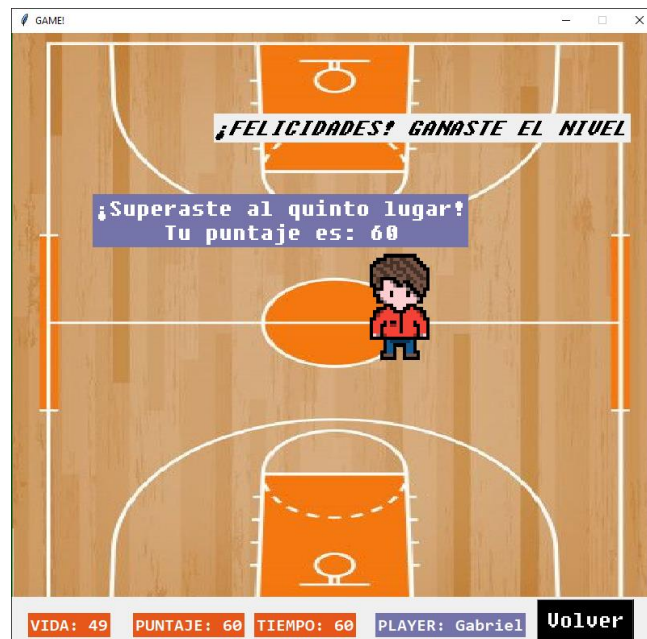 GAME!
¡FELICIDADES! GANASTE EL NIVEL
¡Superaste al quinto lugar!
Tu puntaje es: 60
VIDA: 49 PUNTAJE: 60 TIEMPO: 60 PLAYER: Gabriel Volver